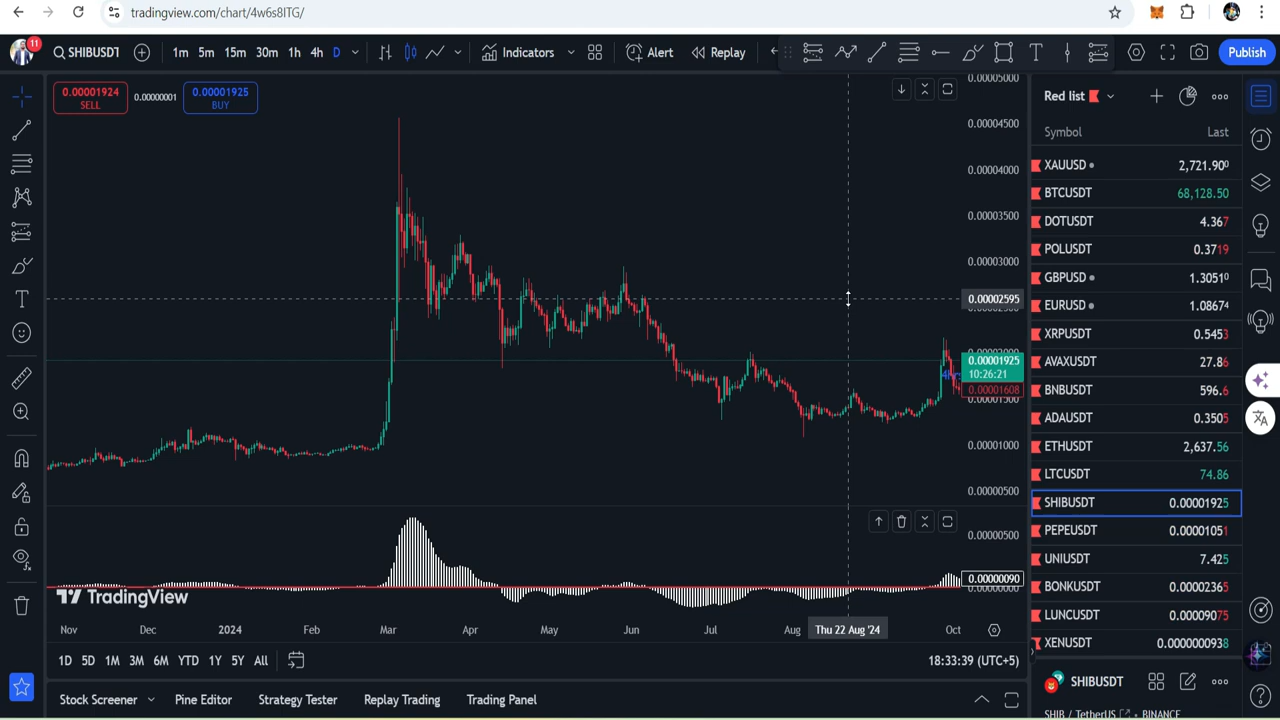 tradingview.com/chart/4w6s8ITG/
11
SHIBUSDT
1m 5m 15m 30m 1h 4h D
Indicators
Alert
Replay
Publish
0.00001924
SELL
0.00000001
0.00001925
BUY
0.00005000
0.00004500
0.00004000
0.00003500
0.00003000
0.00002595
0.00001925
10:26:21
0.00001608
0.00001000
0.00000500
0.00000500
0.00000090
TradingView
Nov Dec 2024 Feb Mar Apr May Jun Jul Aug Thu 22 Aug '24 Oct
1D 5D 1M 3M 6M YTD 1Y 5Y All
18:33:39 (UTC+5)
Stock Screener
Pine Editor
Strategy Tester
Replay Trading
Trading Panel
Red list
Symbol Last
XAUUSD 2,721.900
BTCUSDT 68,128.50
DOTUSDT 4.367
POLUSDT 0.3719
GBPUSD 1.30510
EURUSD 1.08674
XRPUSDT 0.5453
AVAXUSDT 27.86
BNBUSDT 596.6
ADAUSDT 0.3505
ETHUSDT 2,637.56
LTCUSDT 74.86
SHIBUSDT 0.00001925
PEPEUSDT 0.00001051
UNIUSDT 7.425
BONKUSDT 0.00002365
LUNCUSDT 0.00009075
XENUSDT 0.0000000938
SHIBUSDT
SHIB / TetherUS BINANCE